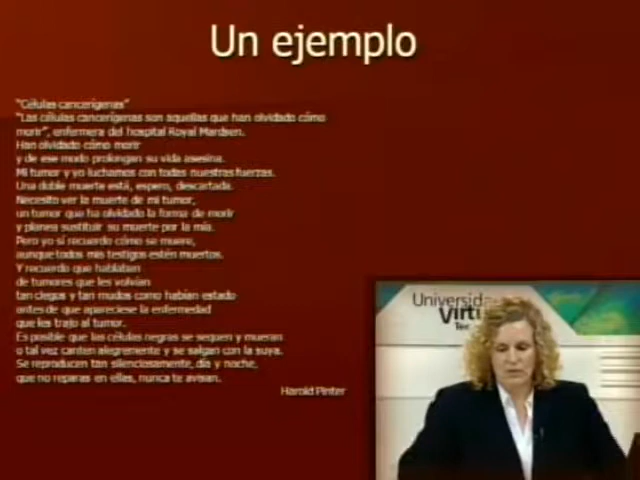 Un ejemplo
"Células cancerígenas"
"Las células cancerígenas son aquellas que han olvidado cómo
morir", enfermera del hospital Royal Mardsen.
Han olvidado cómo morir
y de ese modo prolongan su vida asesina.
Mi tumor y yo luchamos con todas nuestras fuerzas.
Una doble muerte está, espero, descartada.
Necesito ver la muerte de mi tumor,
un tumor que ha olvidado la forma de morir
y planea sustituir su muerte por la mía.
Pero yo sí recuerdo cómo se muere,
aunque todos mis testigos estén muertos.
Y recuerdo que hablaban
de tumores que les volvían
tan ciegos y tan mudos como habían estado
antes de que apareciese la enfermedad
que les trajo al tumor.
Es posible que las células negras se sequen y mueran
o tal vez canten alegremente y se salgan con la suya.
Se reproducen tan silenciosamente, día y noche,
que no reparas en ellas, nunca te avisan.
Harold Pinter
Universida
Virtu
Tec